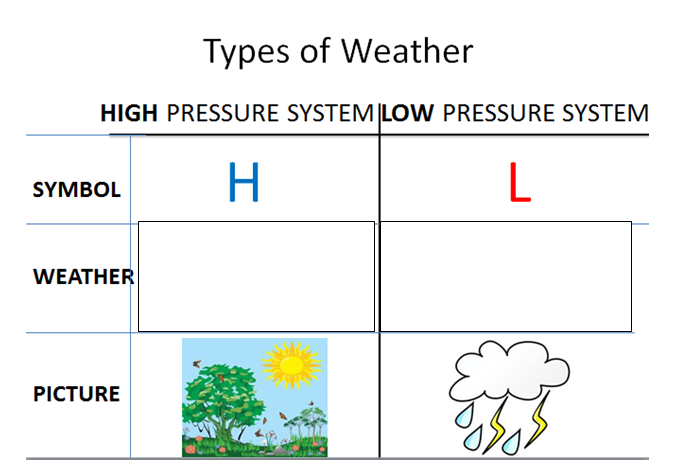 Types of Weather
HIGH PRESSURE SYSTEM LOW PRESSURE SYSTEM
SYMBOL H L
WEATHER
PICTURE